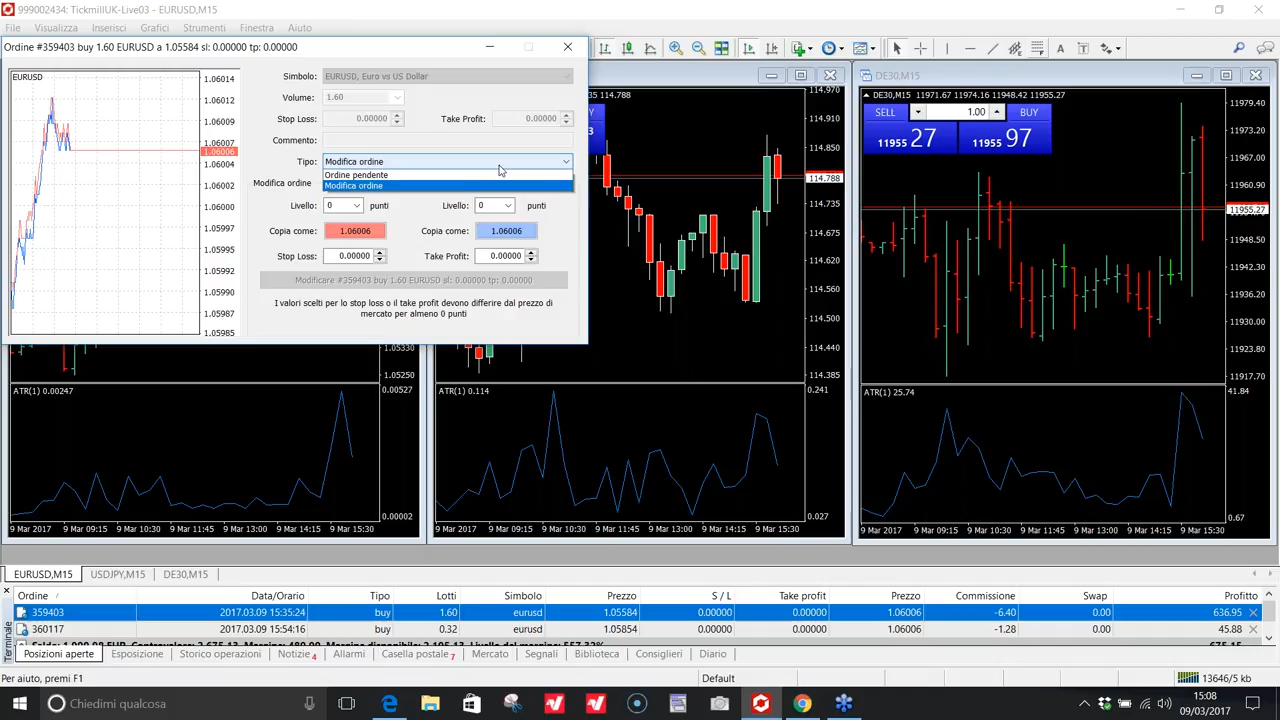 999002434: TickmillUK-Live03 - EURUSD,M15
File Visualizza Inserisci Grafici Strumenti Finestra Aiuto
Ordine #359403 buy 1.60 EURUSD a 1.05584 sl: 0.00000 tp: 0.00000
EURUSD
1.06014
1.06012
1.06009
1.06007
1.06006
1.06004
1.06002
1.06000
1.05997
1.05995
1.05992
1.05990
1.05987
1.05985
Simbolo: EURUSD, Euro vs US Dollar
Volume: 1.60
Stop Loss: 0.00000 Take Profit: 0.00000
Commento:
Tipo: Modifica ordine
Ordine pendente
Modifica ordine
Modifica ordine
Livello: 0 punti Livello: 0 punti
Copia come: 1.06006 Copia come: 1.06006
Stop Loss: 0.00000 Take Profit: 0.00000
Modificare #359403 buy 1.60 EURUSD sl: 0.00000 tp: 0.00000
I valori scelti per lo stop loss o il take profit devono differire dal prezzo di
mercato per almeno 0 punti
1.05330
1.05250
ATR(1) 0.00247
0.00527
0.00002
9 Mar 2017 9 Mar 09:15 9 Mar 10:30 9 Mar 11:45 9 Mar 13:00 9 Mar 14:15 9 Mar 15:30
35 114.788
Y
3
114.970
114.910
114.850
114.788
114.735
114.675
114.620
114.560
114.500
114.440
114.385
ATR(1) 0.114
0.241
0.027
9 Mar 2017 9 Mar 09:15 9 Mar 10:30 9 Mar 11:45 9 Mar 13:00 9 Mar 14:15 9 Mar 15:30
DE30,M15
DE30,M15 11971.67 11974.16 11948.42 11955.27
SELL 1.00 BUY
11955 27 11955 97
11979.40
11973.20
11967.00
11960.75
11955.27
11948.50
11942.30
11936.20
11930.00
11923.80
11917.70
ATR(1) 25.74
41.84
0.67
9 Mar 2017 9 Mar 09:15 9 Mar 10:30 9 Mar 11:45 9 Mar 13:00 9 Mar 14:15 9 Mar 15:30
EURUSD,M15 USDJPY,M15 DE30,M15
Ordine / Data/Orario Tipo Lotti Simbolo Prezzo S / L Take profit Prezzo Commissione Swap Profitto
359403 2017.03.09 15:35:24 buy 1.60 eurusd 1.05584 0.00000 0.00000 1.06006 -6.40 0.00 636.95
360117 2017.03.09 15:54:16 buy 0.32 eurusd 1.05854 0.00000 0.00000 1.06006 -1.28 0.00 45.88
Terminale
Posizioni aperte Esposizione Storico operazioni Notizie 4 Allarmi Casella postale 7 Mercato Segnali Biblioteca Consiglieri Diario
Per aiuto, premi F1 Default 13646/5 kb
Chiedimi qualcosa
15:08
09/03/2017